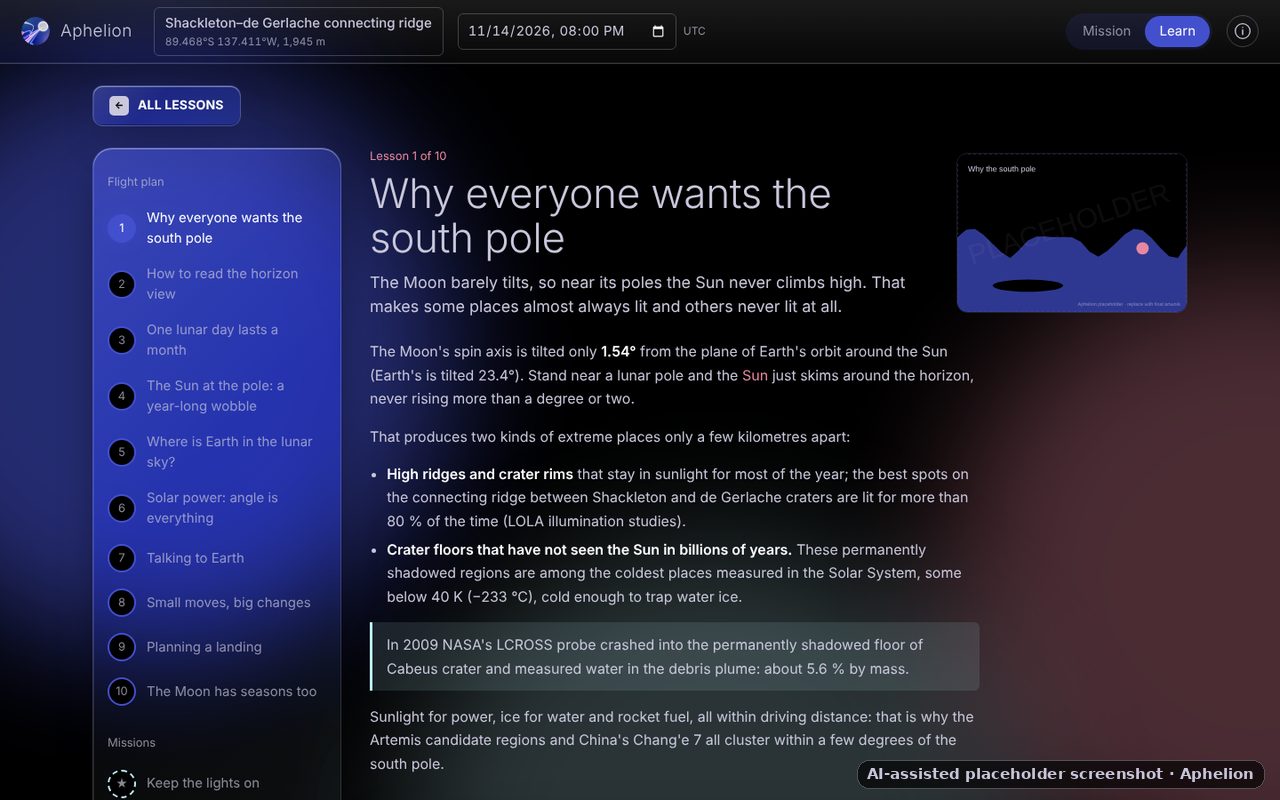 Aphelion
Shackleton–de Gerlache connecting ridge
89.468°S 137.411°W, 1,945 m
11/14/2026, 08:00 PM
UTC
Mission
Learn
ALL LESSONS
Flight plan
1
Why everyone wants the
south pole
2
How to read the horizon
view
3
One lunar day lasts a
month
4
The Sun at the pole: a
year-long wobble
5
Where is Earth in the lunar
sky?
6
Solar power: angle is
everything
7
Talking to Earth
8
Small moves, big changes
9
Planning a landing
10
The Moon has seasons too
Missions
Keep the lights on
Lesson 1 of 10
Why everyone wants the
south pole
The Moon barely tilts, so near its poles the Sun never climbs high. That
makes some places almost always lit and others never lit at all.
Why the south pole
PLACEHOLDER
Aphelion placeholder · replace with final artwork
The Moon's spin axis is tilted only 1.54° from the plane of Earth's orbit around the Sun
(Earth's is tilted 23.4°). Stand near a lunar pole and the Sun just skims around the horizon,
never rising more than a degree or two.
That produces two kinds of extreme places only a few kilometres apart:
• High ridges and crater rims that stay in sunlight for most of the year; the best spots on
the connecting ridge between Shackleton and de Gerlache craters are lit for more than
80 % of the time (LOLA illumination studies).
• Crater floors that have not seen the Sun in billions of years. These permanently
shadowed regions are among the coldest places measured in the Solar System, some
below 40 K (−233 °C), cold enough to trap water ice.
In 2009 NASA's LCROSS probe crashed into the permanently shadowed floor of
Cabeus crater and measured water in the debris plume: about 5.6 % by mass.
Sunlight for power, ice for water and rocket fuel, all within driving distance: that is why the
Artemis candidate regions and China's Chang'e 7 all cluster within a few degrees of the
south pole.
AI-assisted placeholder screenshot · Aphelion